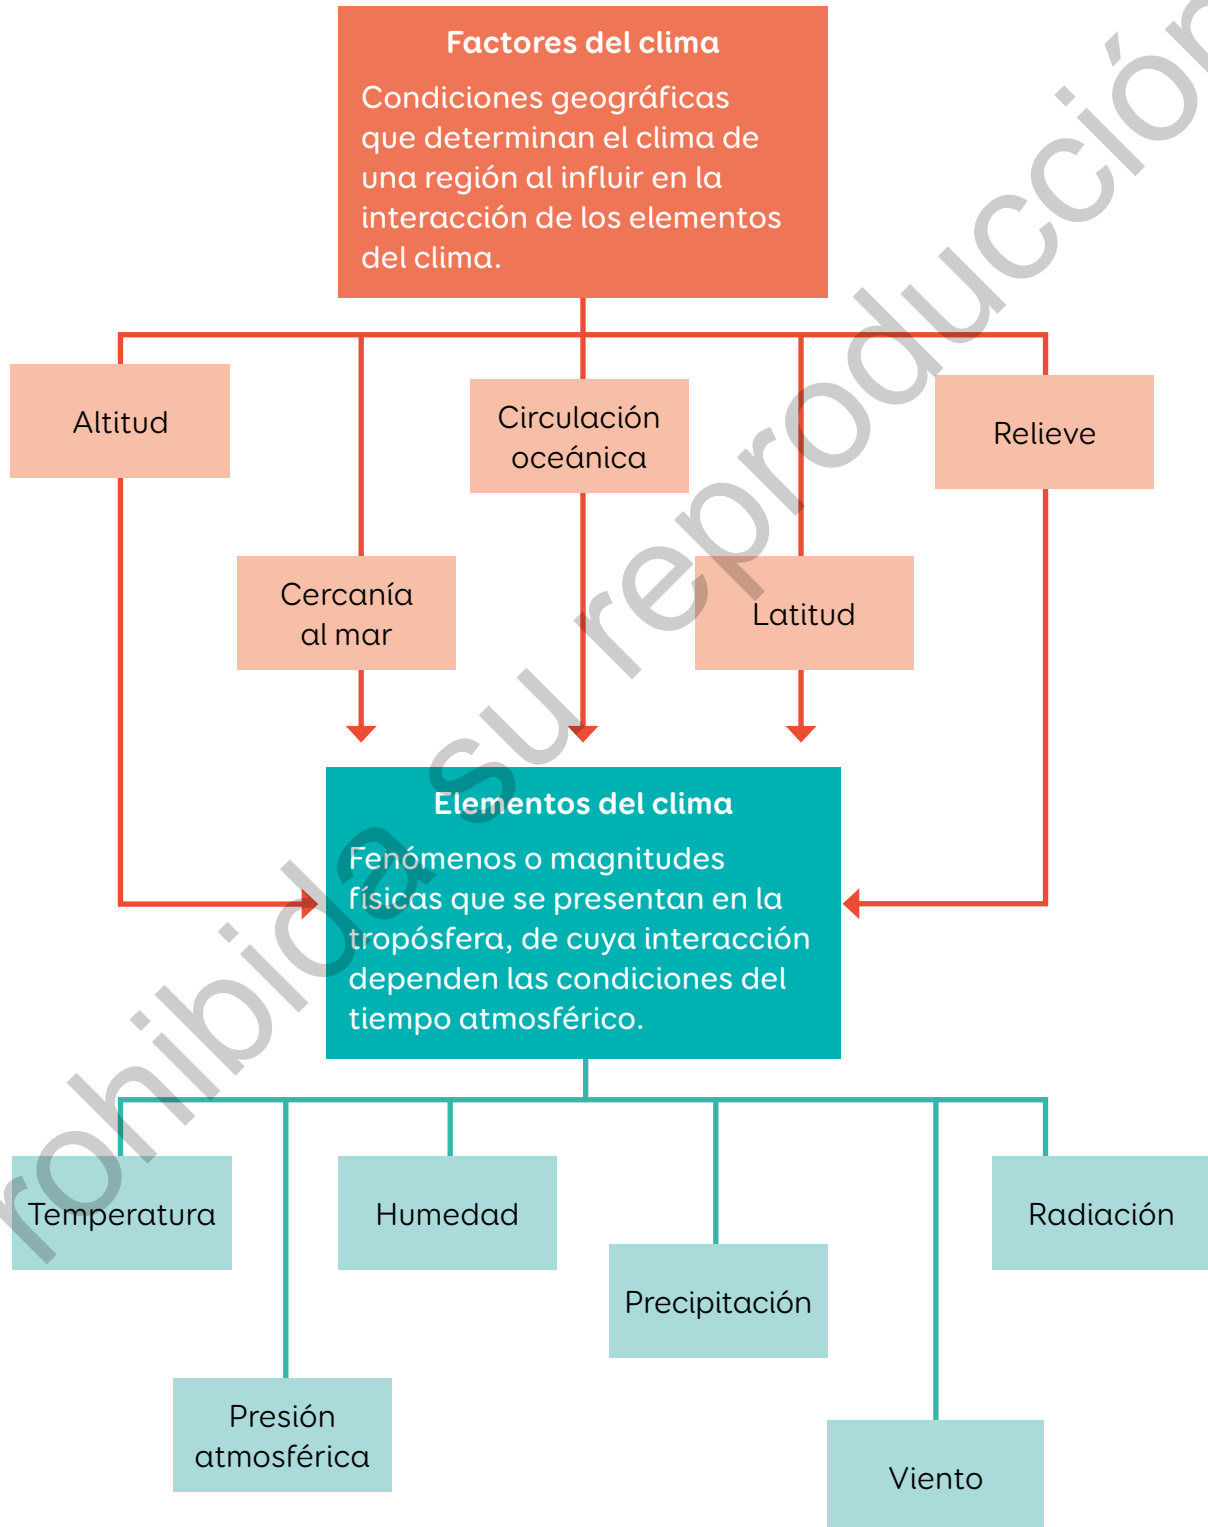 Factores del clima
Condiciones geográficas
que determinan el clima de
una región al influir en la
interacción de los elementos
del clima.
Altitud
Circulación
oceánica
Relieve
Cercanía
al mar
Latitud
Elementos del clima
Fenómenos o magnitudes
físicas que se presentan en la
tropósfera, de cuya interacción
dependen las condiciones del
tiempo atmosférico.
Temperatura
Humedad
Radiación
Precipitación
Presión
atmosférica
Viento
rohibida su reproducción